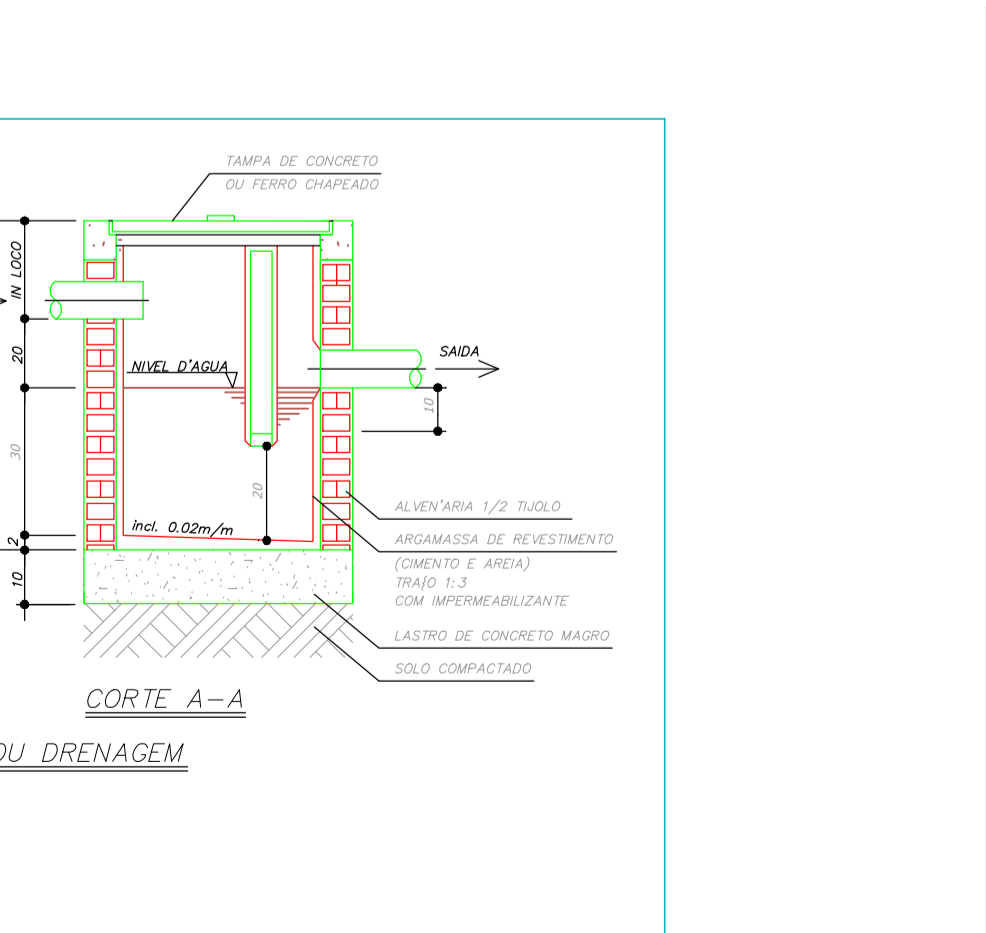 TAMPA DE CONCRETO
OU FERRO CHAPEADO
IN LOCO
20
SAIDA
NIVEL D'AGUA
10
30
20
ALVEN'ARIA 1/2 TIJOLO
incl. 0.02m/m
ARGAMASSA DE REVESTIMENTO
2
(CIMENTO E AREIA)
10
TRA{O 1:3
COM IMPERMEABILIZANTE
LASTRO DE CONCRETO MAGRO
SOLO COMPACTADO
CORTE A-A
OU DRENAGEM